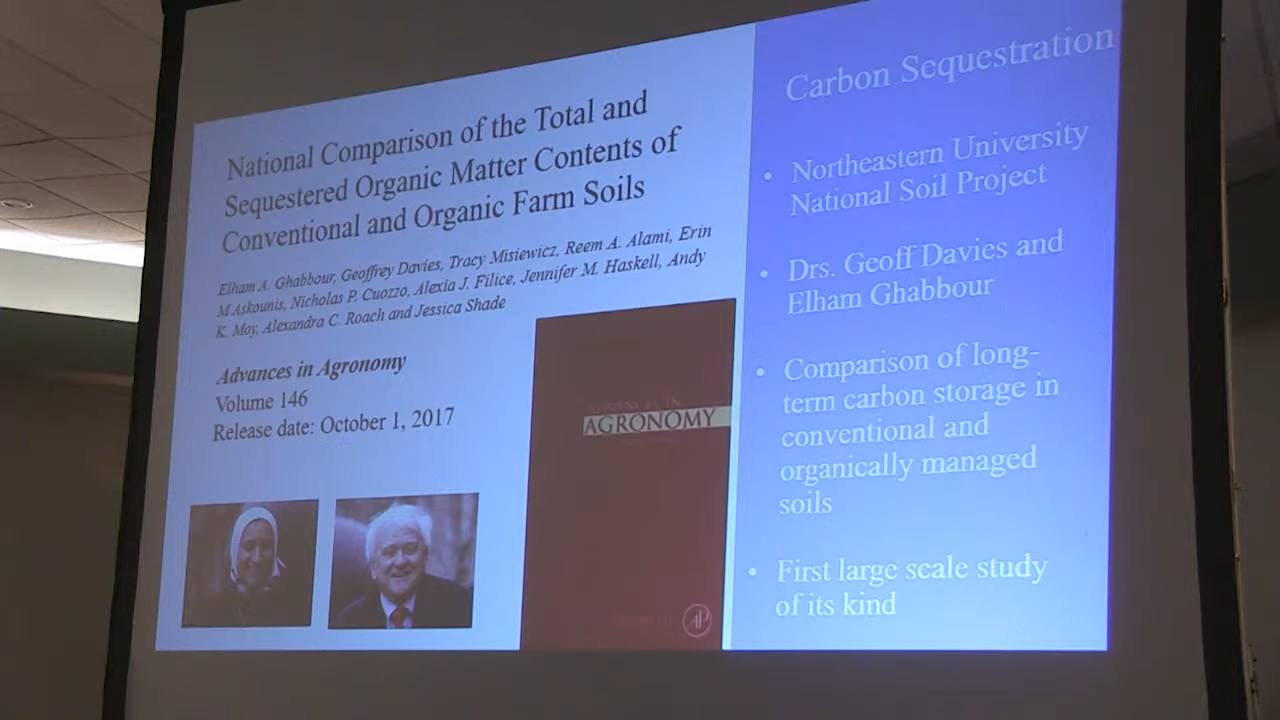 National Comparison of the Total and
Sequestered Organic Matter Contents of
Conventional and Organic Farm Soils
Elham A. Ghabbour, Geoffrey Davies, Tracy Misiewicz, Reem A. Alami, Erin
M Askounis, Nicholas P. Cuozzo, Alexia J. Filice, Jennifer M. Haskell, Andy
K. Moy, Alexandra C. Roach and Jessica Shade
Advances in Agronomy
Volume 146
Release date: October 1, 2017
ADVANCES IN
AGRONOMY
AP
Carbon Sequestration
• Northeastern University
National Soil Project
• Drs. Geoff Davies and
Elham Ghabbour
• Comparison of long-
term carbon storage in
conventional and
organically managed
soils
• First large scale study
of its kind